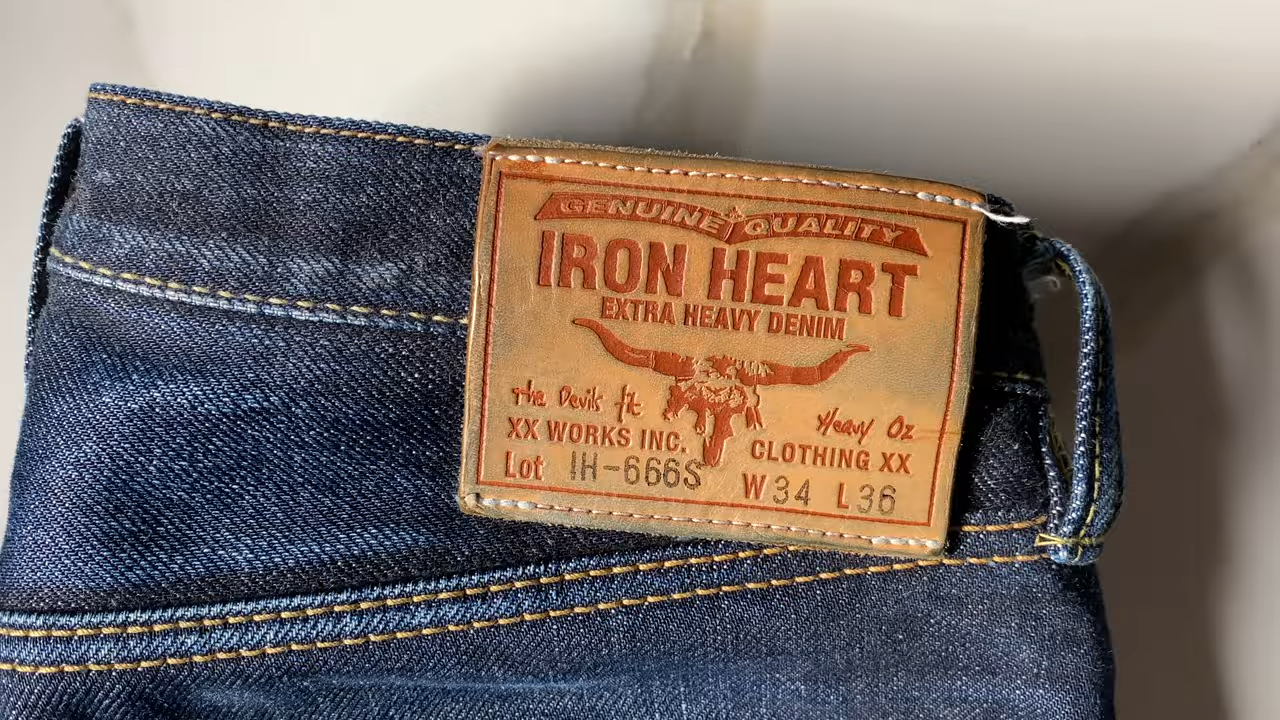 GENUINE QUALITY
IRON HEART
EXTRA HEAVY DENIM
the Devils fit
Heavy Oz
XX WORKS INC.
CLOTHING XX
Lot IH-666S W34 L36